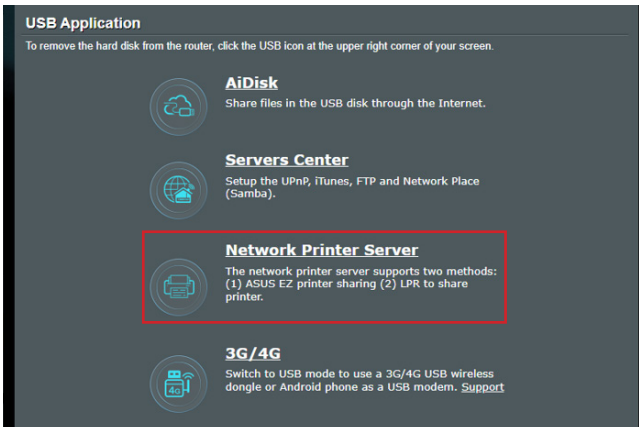 USB Application
To remove the hard disk from the router, click the USB icon at the upper right corner of your screen.
AiDisk
Share files in the USB disk through the Internet.
Servers Center
Setup the UPnP, iTunes, FTP and Network Place
(Samba).
Network Printer Server
The network printer server supports two methods:
(1) ASUS EZ printer sharing (2) LPR to share
printer.
3G/4G
4G
Switch to USB mode to use a 3G/4G USB wireless
dongle or Android phone as a USB modem. Support